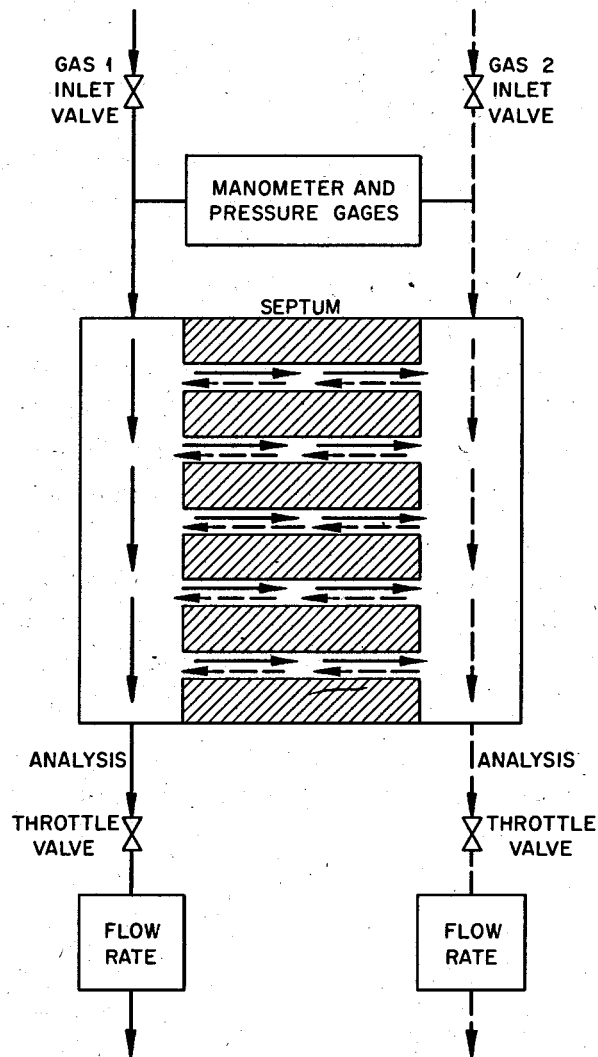 GAS 1
INLET
VALVE
GAS 2
INLET
VALVE
MANOMETER AND
PRESSURE GAGES
SEPTUM
ANALYSIS
ANALYSIS
THROTTLE
VALVE
THROTTLE
VALVE
FLOW
RATE
FLOW
RATE